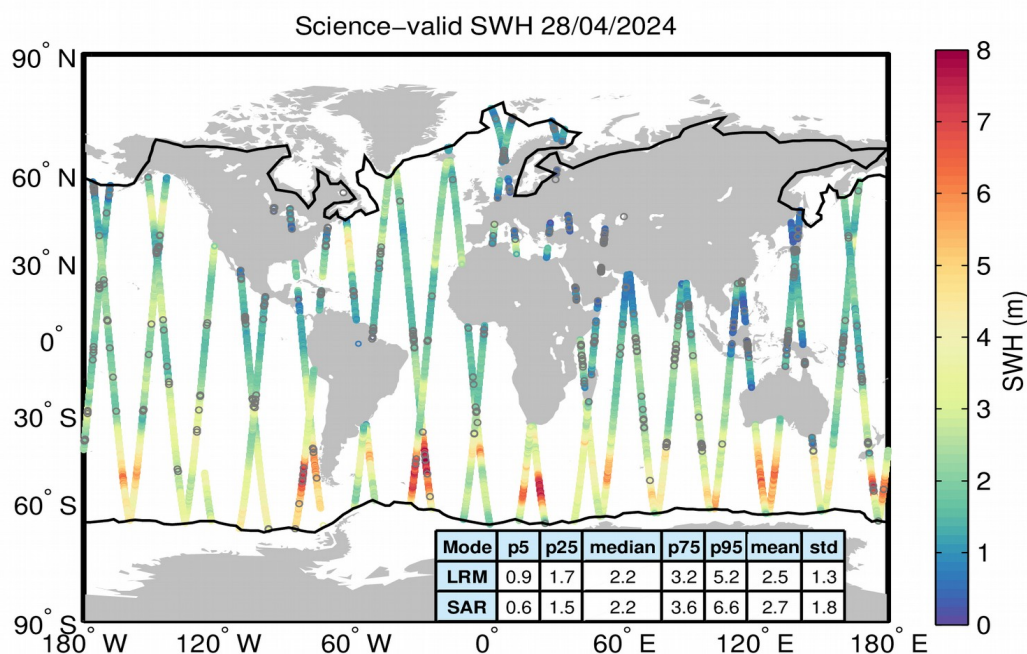 Science−valid SWH 28/04/2024
90° N
60° N
30° N
0°
30° S
60° S
90° S
180° W
120° W
60° W
0°
60° E
120° E
180° E
Mode p5 p25 median p75 p95 mean std
LRM 0.9 1.7 2.2 3.2 5.2 2.5 1.3
SAR 0.6 1.5 2.2 3.6 6.6 2.7 1.8
8
7
6
5
4
3
2
1
0
SWH (m)